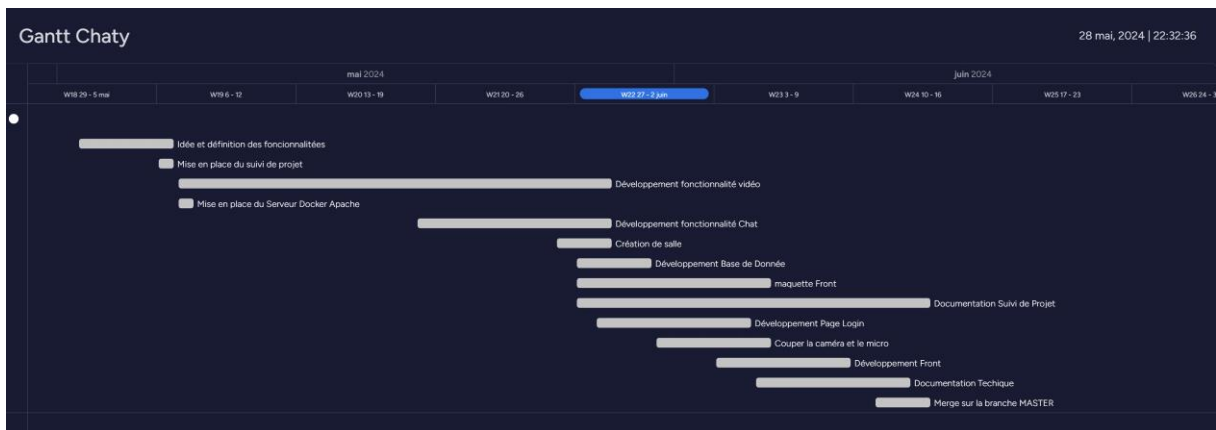 Gantt Chaty
28 mai, 2024 | 22:32:36
mai 2024
juin 2024
W18 29 - 5 mai
W19 6 - 12
W20 13 - 19
W21 20 - 26
W22 27 - 2 juin
W23 3 - 9
W24 10 - 16
W25 17 - 23
W26 24 - 3
Idée et définition des foncionnalitées
Mise en place du suivi de projet
Développement fonctionnalité vidéo
Mise en place du Serveur Docker Apache
Développement fonctionnalité Chat
Création de salle
Développement Base de Donnée
maquette Front
Documentation Suivi de Projet
Développement Page Login
Couper la caméra et le micro
Développement Front
Documentation Techique
Merge sur la branche MASTER